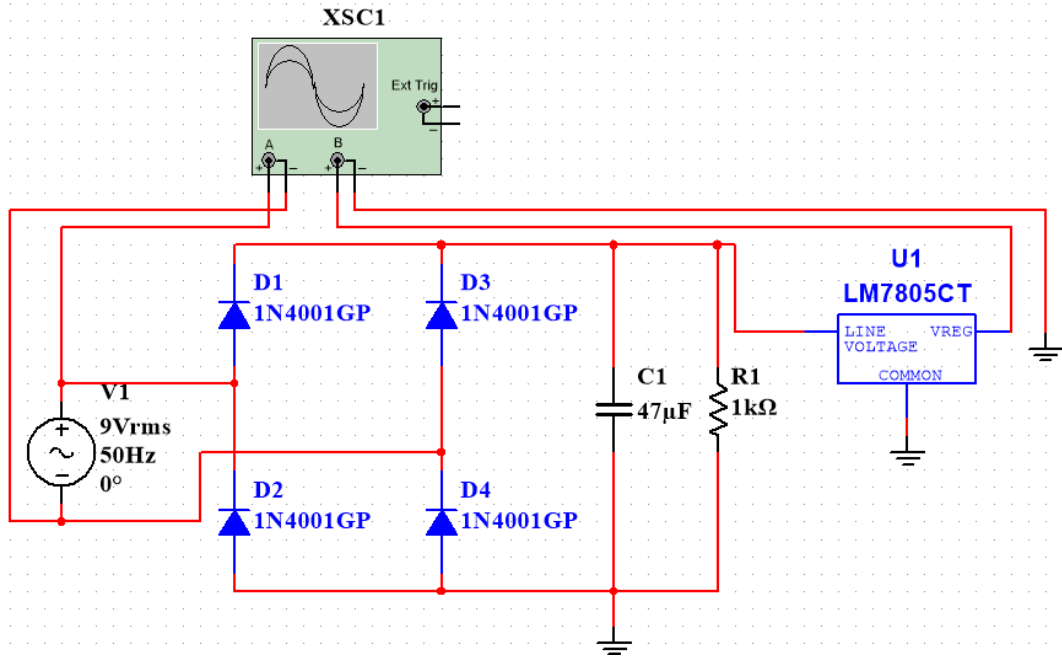 XSC1
Ext Trig
+
−
A
B
+
−
+
−
U1
LM7805CT
LINE VREG
VOLTAGE
COMMON
D1
1N4001GP
D3
1N4001GP
V1
+
−
9Vrms
50Hz
0°
C1
47µF
R1
1kΩ
D2
1N4001GP
D4
1N4001GP